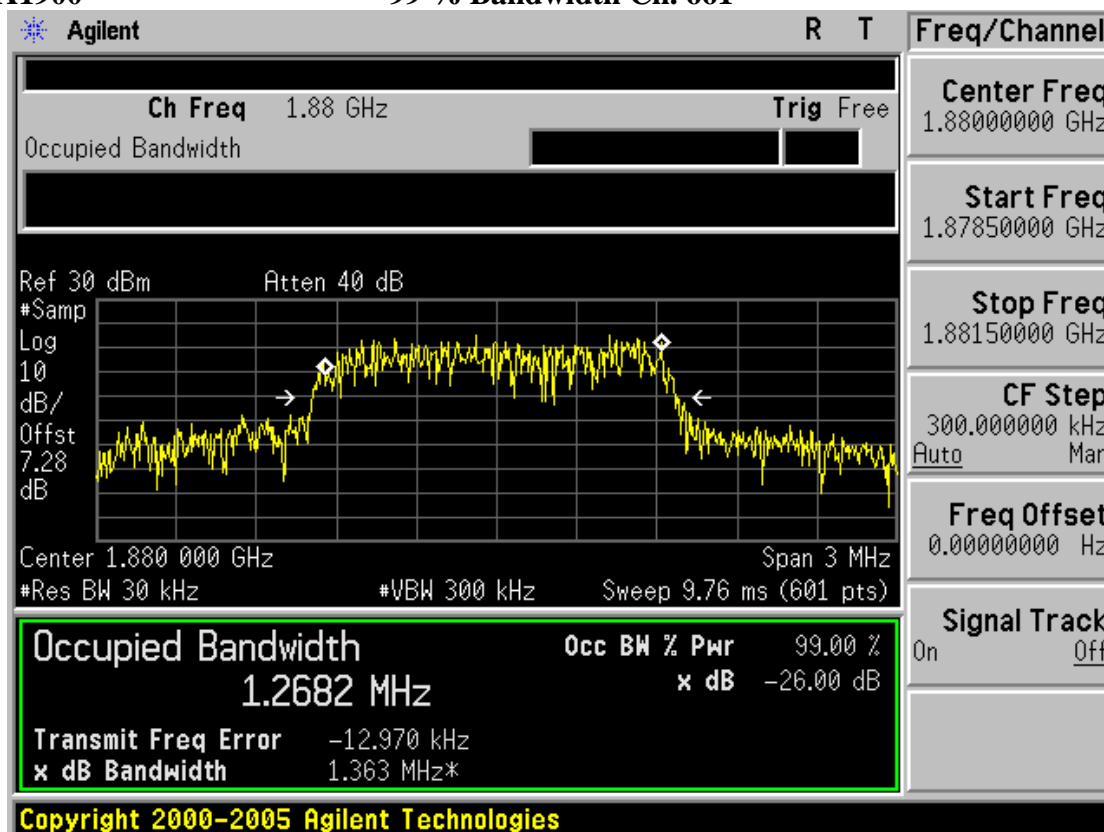 99 % Bandwidth Ch. 661
Agilent R T
Freq/Channel
Ch Freq 1.88 GHz Trig Free
Occupied Bandwidth
Center Freq
1.88000000 GHz
Start Freq
1.87850000 GHz
Stop Freq
1.88150000 GHz
CF Step
300.000000 kHz
Auto Man
Freq Offset
0.00000000 Hz
Signal Track
On Off
Ref 30 dBm Atten 40 dB
#Samp
Log
10
dB/
Offst
7.28
dB
Center 1.880 000 GHz Span 3 MHz
#Res BW 30 kHz #VBW 300 kHz Sweep 9.76 ms (601 pts)
Occupied Bandwidth
1.2682 MHz
Occ BW % Pwr 99.00 %
x dB -26.00 dB
Transmit Freq Error -12.970 kHz
x dB Bandwidth 1.363 MHz*
Copyright 2000-2005 Agilent Technologies